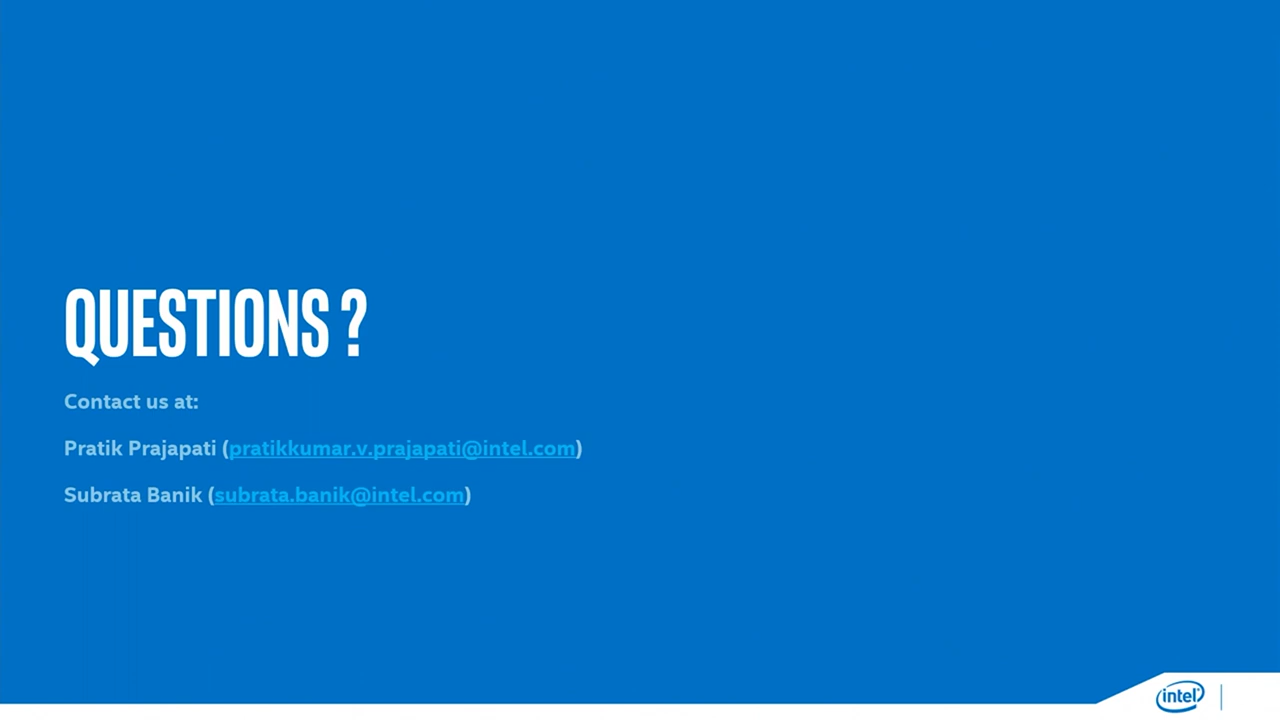 QUESTIONS ?
Contact us at:
Pratik Prajapati (pratikkumar.v.prajapati@intel.com)
Subrata Banik (subrata.banik@intel.com)
intel